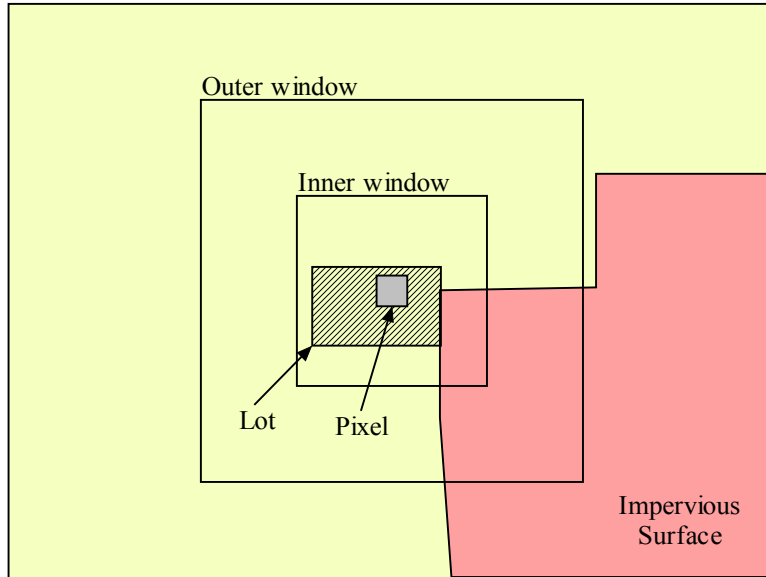 Outer window
Inner window
Lot
Pixel
Impervious
Surface